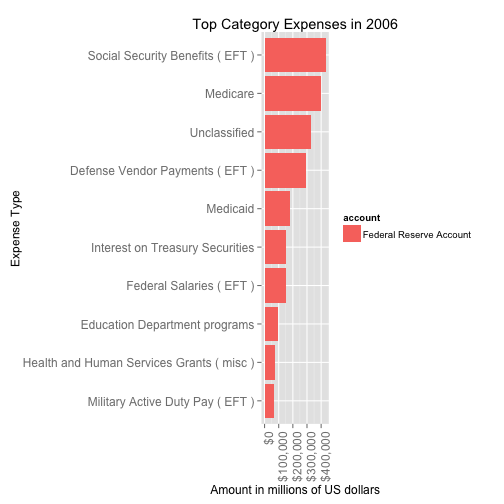 Top Category Expenses in 2006
Expense Type
Social Security Benefits ( EFT )
Medicare
Unclassified
Defense Vendor Payments ( EFT )
Medicaid
Interest on Treasury Securities
Federal Salaries ( EFT )
Education Department programs
Health and Human Services Grants ( misc )
Military Active Duty Pay ( EFT )
$0
$100,000
$200,000
$300,000
$400,000
Amount in millions of US dollars
account
Federal Reserve Account